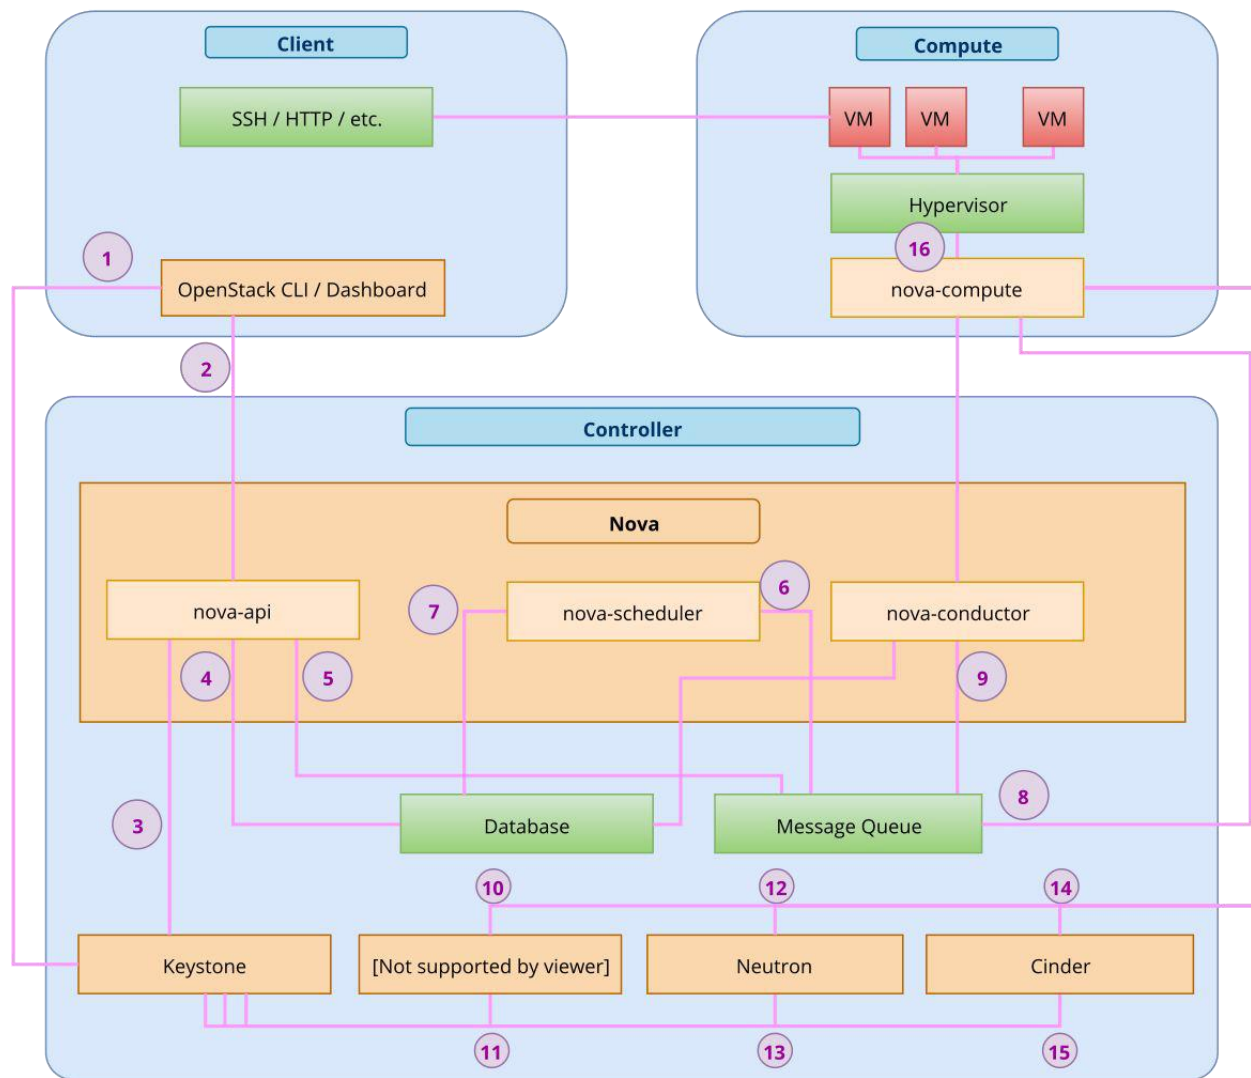 Client
Compute
SSH / HTTP / etc.
VM
VM
VM
Hypervisor
1
16
OpenStack CLI / Dashboard
nova-compute
2
Controller
Nova
nova-api
7
nova-scheduler
6
nova-conductor
4
5
9
3
Database
Message Queue
8
10
12
14
Keystone
[Not supported by viewer]
Neutron
Cinder
11
13
15